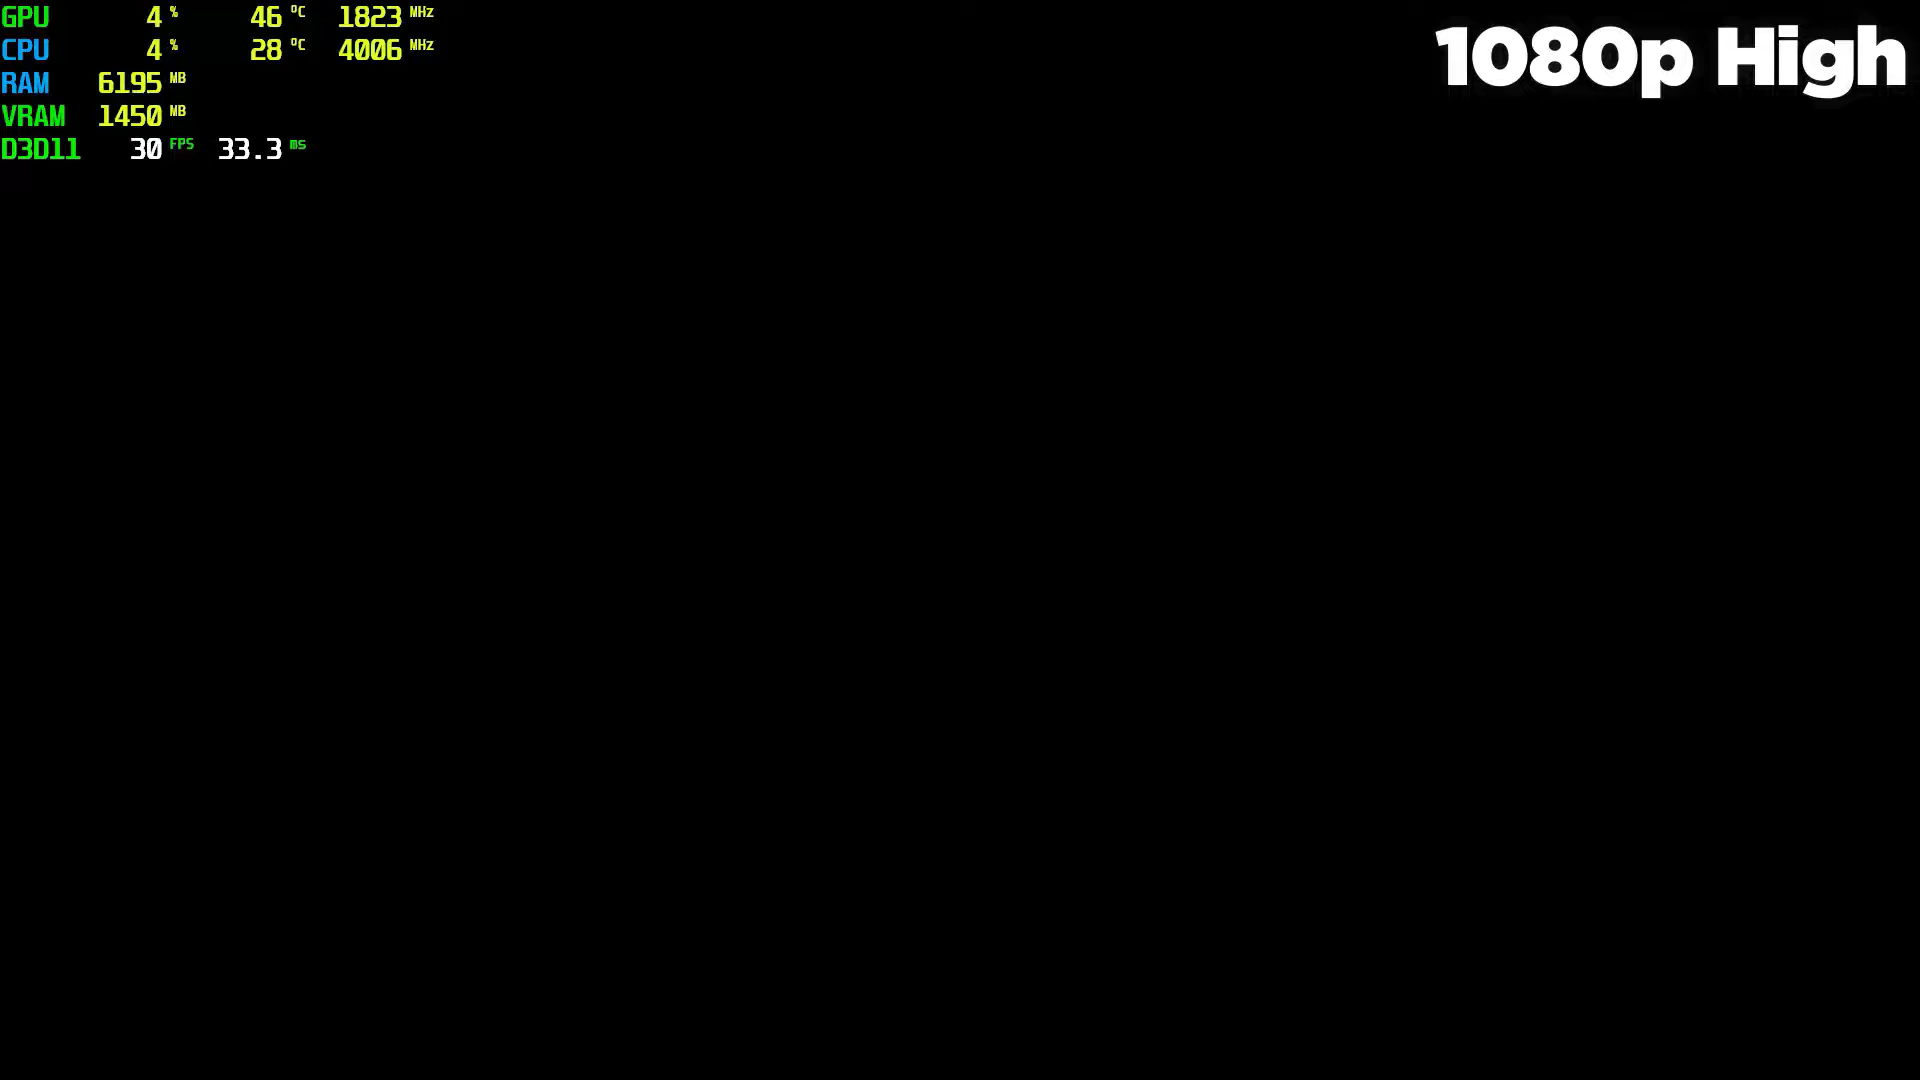 GPU 4 % 46 °C 1823 MHz
CPU 4 % 28 °C 4006 MHz
RAM 6195 MB
VRAM 1450 MB
D3D11 30 FPS 33.3 ms
1080p High